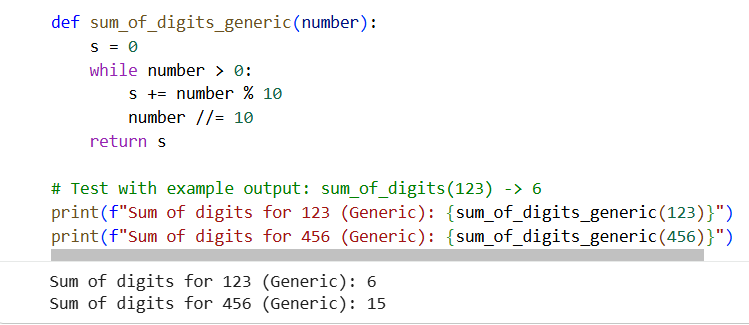 def sum_of_digits_generic(number):
    s = 0
    while number > 0:
        s += number % 10
        number //= 10
    return s

# Test with example output: sum_of_digits(123) -> 6
print(f"Sum of digits for 123 (Generic): {sum_of_digits_generic(123)}")
print(f"Sum of digits for 456 (Generic): {sum_of_digits_generic(456)}")
Sum of digits for 123 (Generic): 6
Sum of digits for 456 (Generic): 15